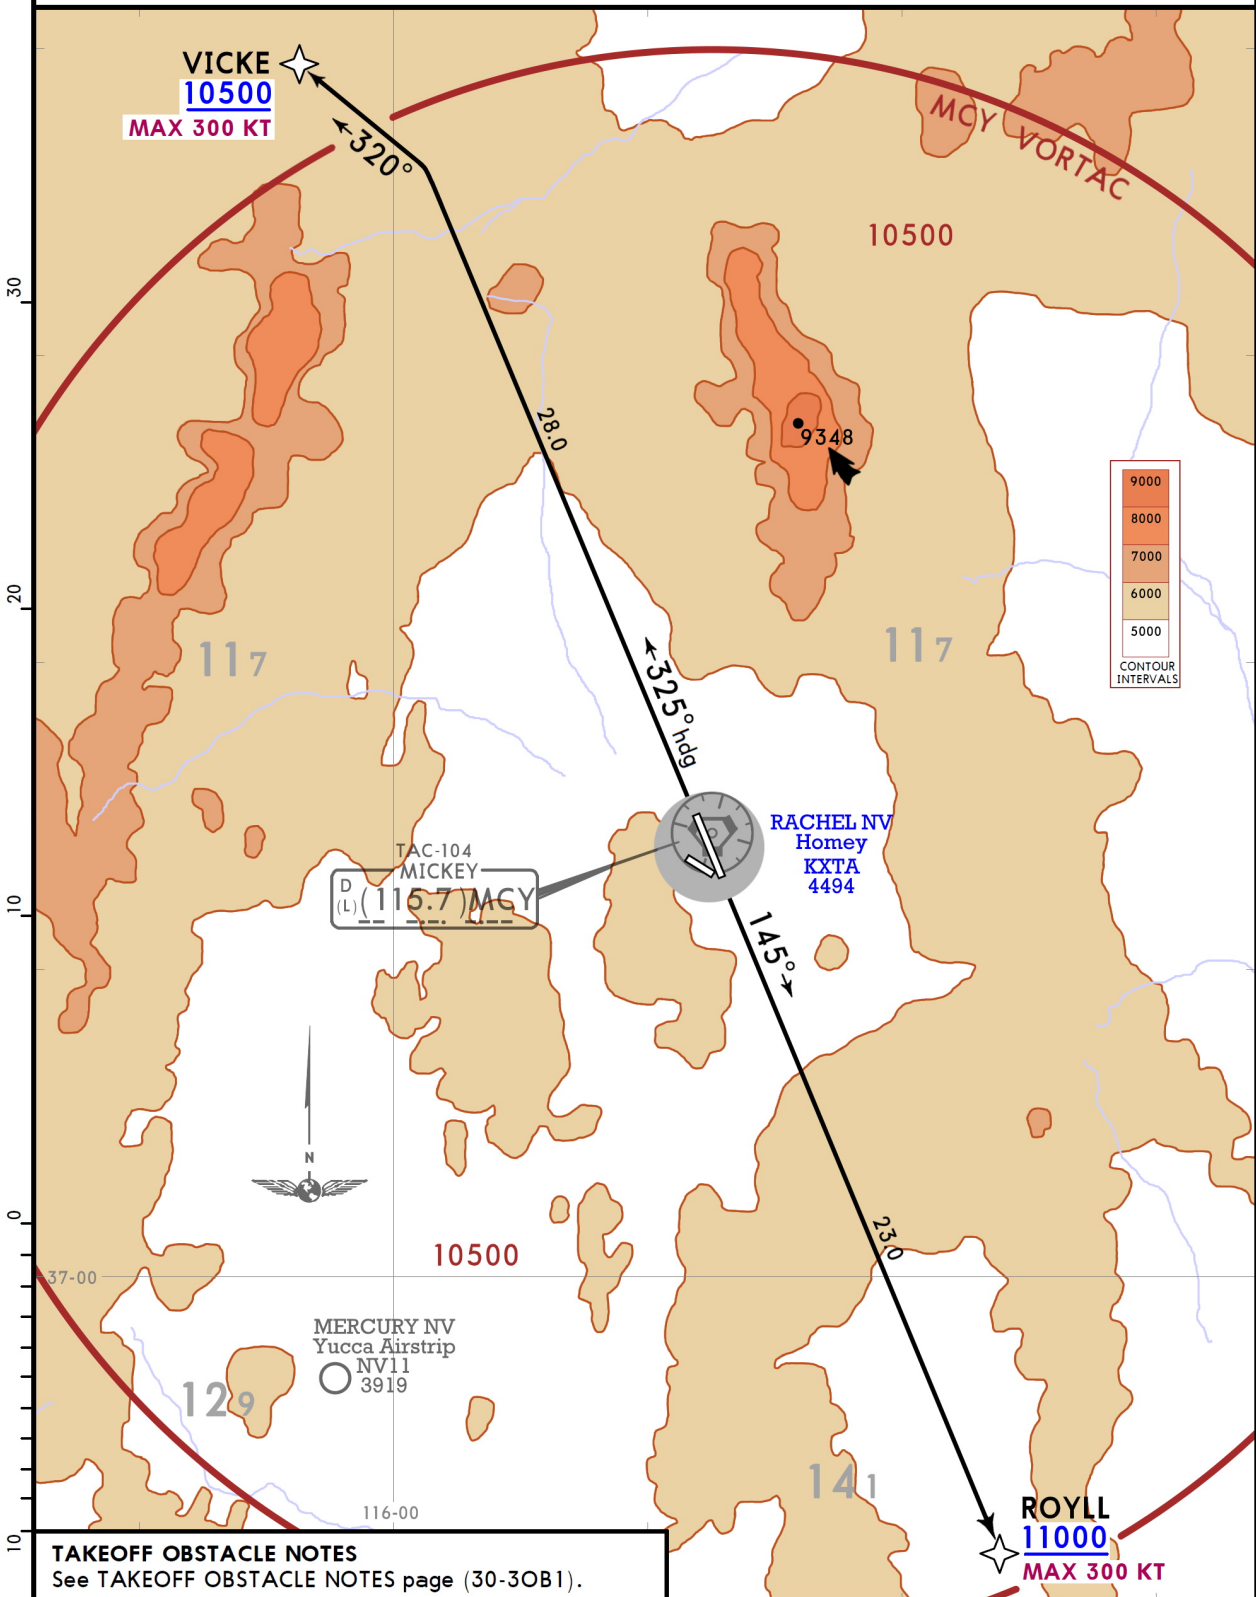 VICKE
10500
MAX 300 KT
320°
MCY VORTAC
10500
30
28.0
9348
9000
8000
7000
6000
5000
CONTOUR
INTERVALS
20
117
117
325° hdg
RACHEL NV
Homey
KXTA
4494
TAC-104
MICKEY
D
(L)
(115.7) MCY
10
145°
N
0
23.0
10500
37-00
MERCURY NV
Yucca Airstrip
NV11
3919
129
141
116-00
ROYLL
11000
MAX 300 KT
10
TAKEOFF OBSTACLE NOTES
See TAKEOFF OBSTACLE NOTES page (30-3OB1).